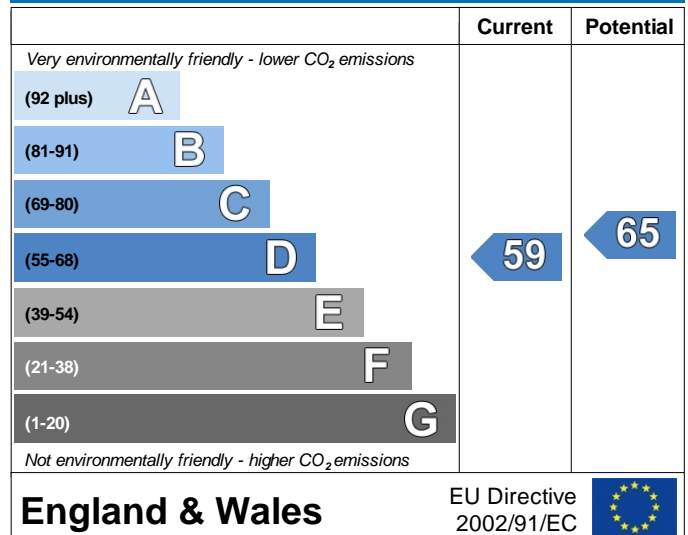 Current Potential
Very environmentally friendly - lower CO₂ emissions
(92 plus) A
(81-91) B
(69-80) C
(55-68) D 59 65
(39-54) E
(21-38) F
(1-20) G
Not environmentally friendly - higher CO₂ emissions
England & Wales
EU Directive
2002/91/EC